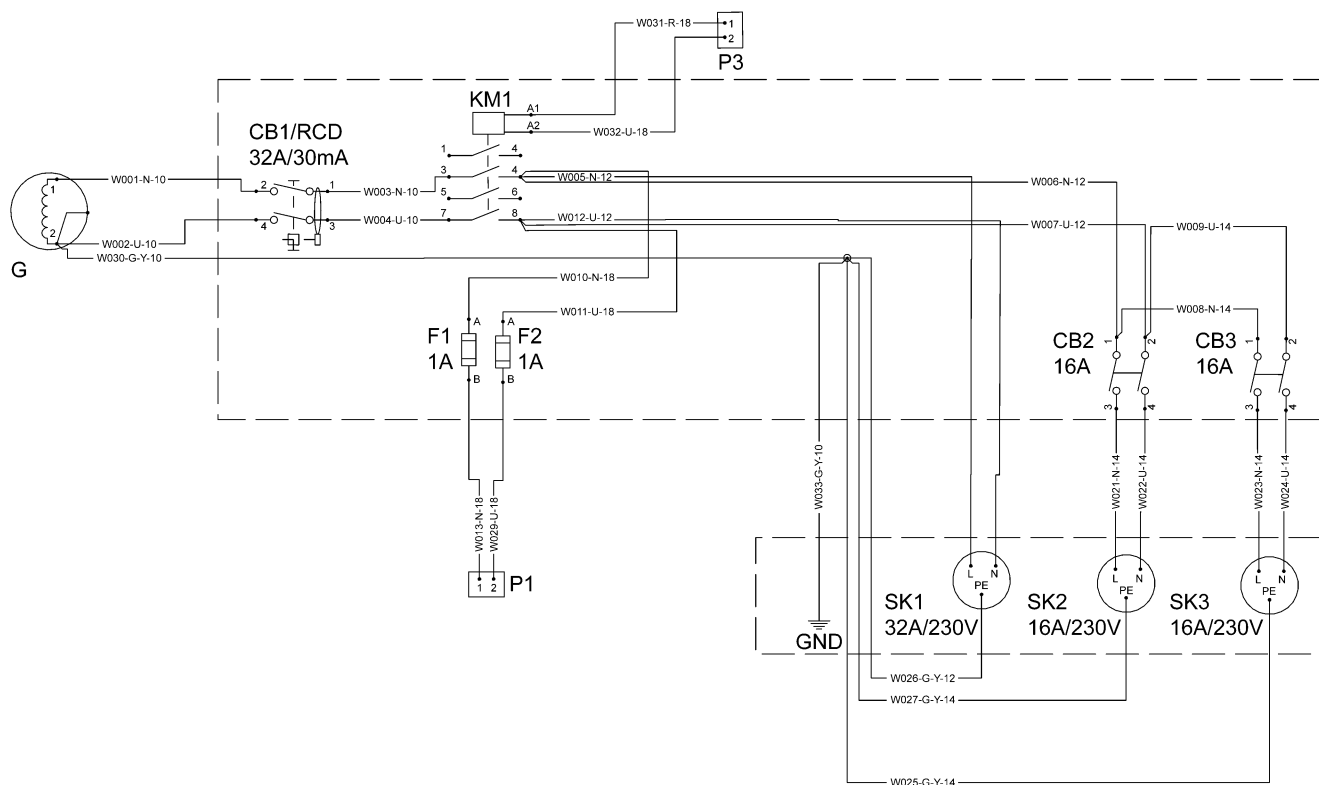 W031-R-18
1
2
P3
KM1
A1
A2
W032-U-18
CB1/RCD
32A/30mA
1 4
3 4
5 6
7 8
W001-N-10
2 1
W003-N-10
W005-N-12
W006-N-12
1
2
G
W002-U-10
4 3
W004-U-10
W012-U-12
W007-U-12
W009-U-14
W030-G-Y-10
W010-N-18
W011-U-18
W008-N-14
A
B
F1
1A
A
B
F2
1A
CB2
16A
1 2
3 4
CB3
16A
1 2
3 4
W013-N-18
W029-U-18
1 2
P1
W033-G-Y-10
W021-N-14
W022-U-14
W023-N-14
W024-U-14
GND
L N
PE
SK1
32A/230V
L N
PE
SK2
16A/230V
L N
PE
SK3
16A/230V
W026-G-Y-12
W027-G-Y-14
W025-G-Y-14